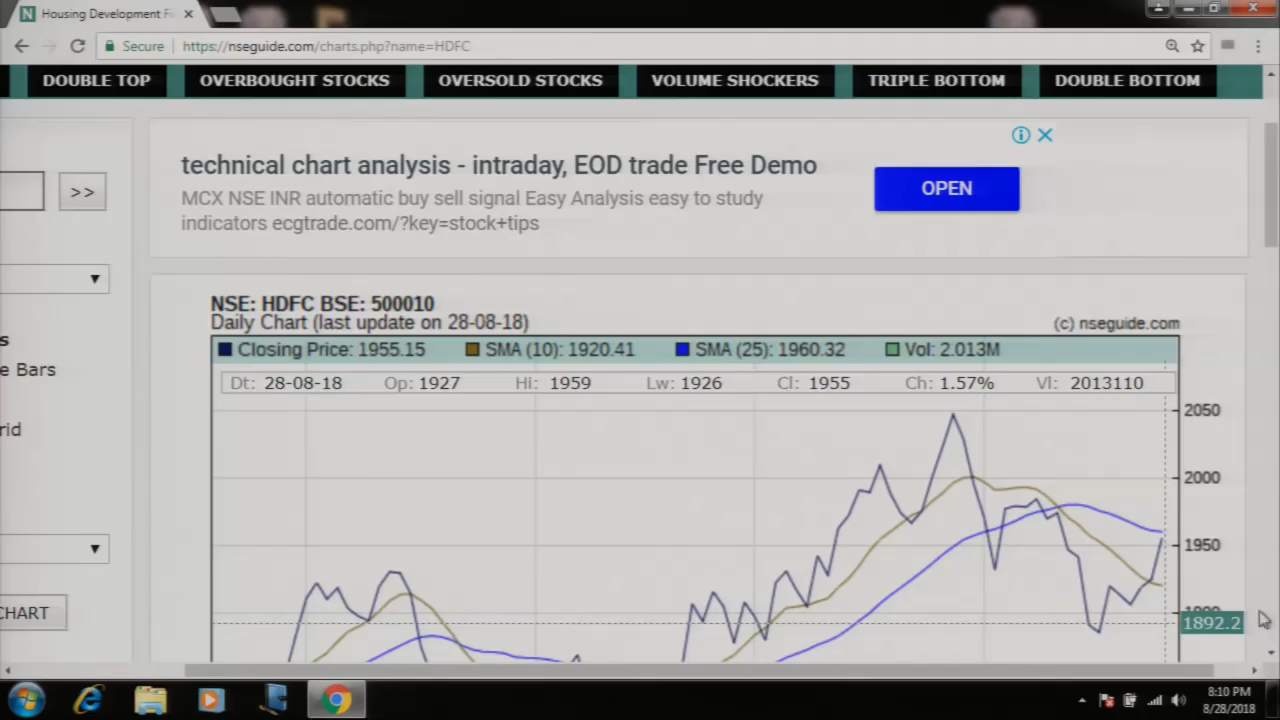 Housing Development Fi
Secure https://nseguide.com/charts.php?name=HDFC
DOUBLE TOP OVERBOUGHT STOCKS OVERSOLD STOCKS VOLUME SHOCKERS TRIPLE BOTTOM DOUBLE BOTTOM
technical chart analysis - intraday, EOD trade Free Demo
MCX NSE INR automatic buy sell signal Easy Analysis easy to study
indicators ecgtrade.com/?key=stock+tips
OPEN
>>
s
e Bars
rid
CHART
NSE: HDFC BSE: 500010
Daily Chart (last update on 28-08-18)
(c) nseguide.com
Closing Price: 1955.15 SMA (10): 1920.41 SMA (25): 1960.32 Vol: 2.013M
Dt: 28-08-18 Op: 1927 Hi: 1959 Lw: 1926 Cl: 1955 Ch: 1.57% Vl: 2013110
2050
2000
1950
1892.2
8:10 PM
8/28/2018